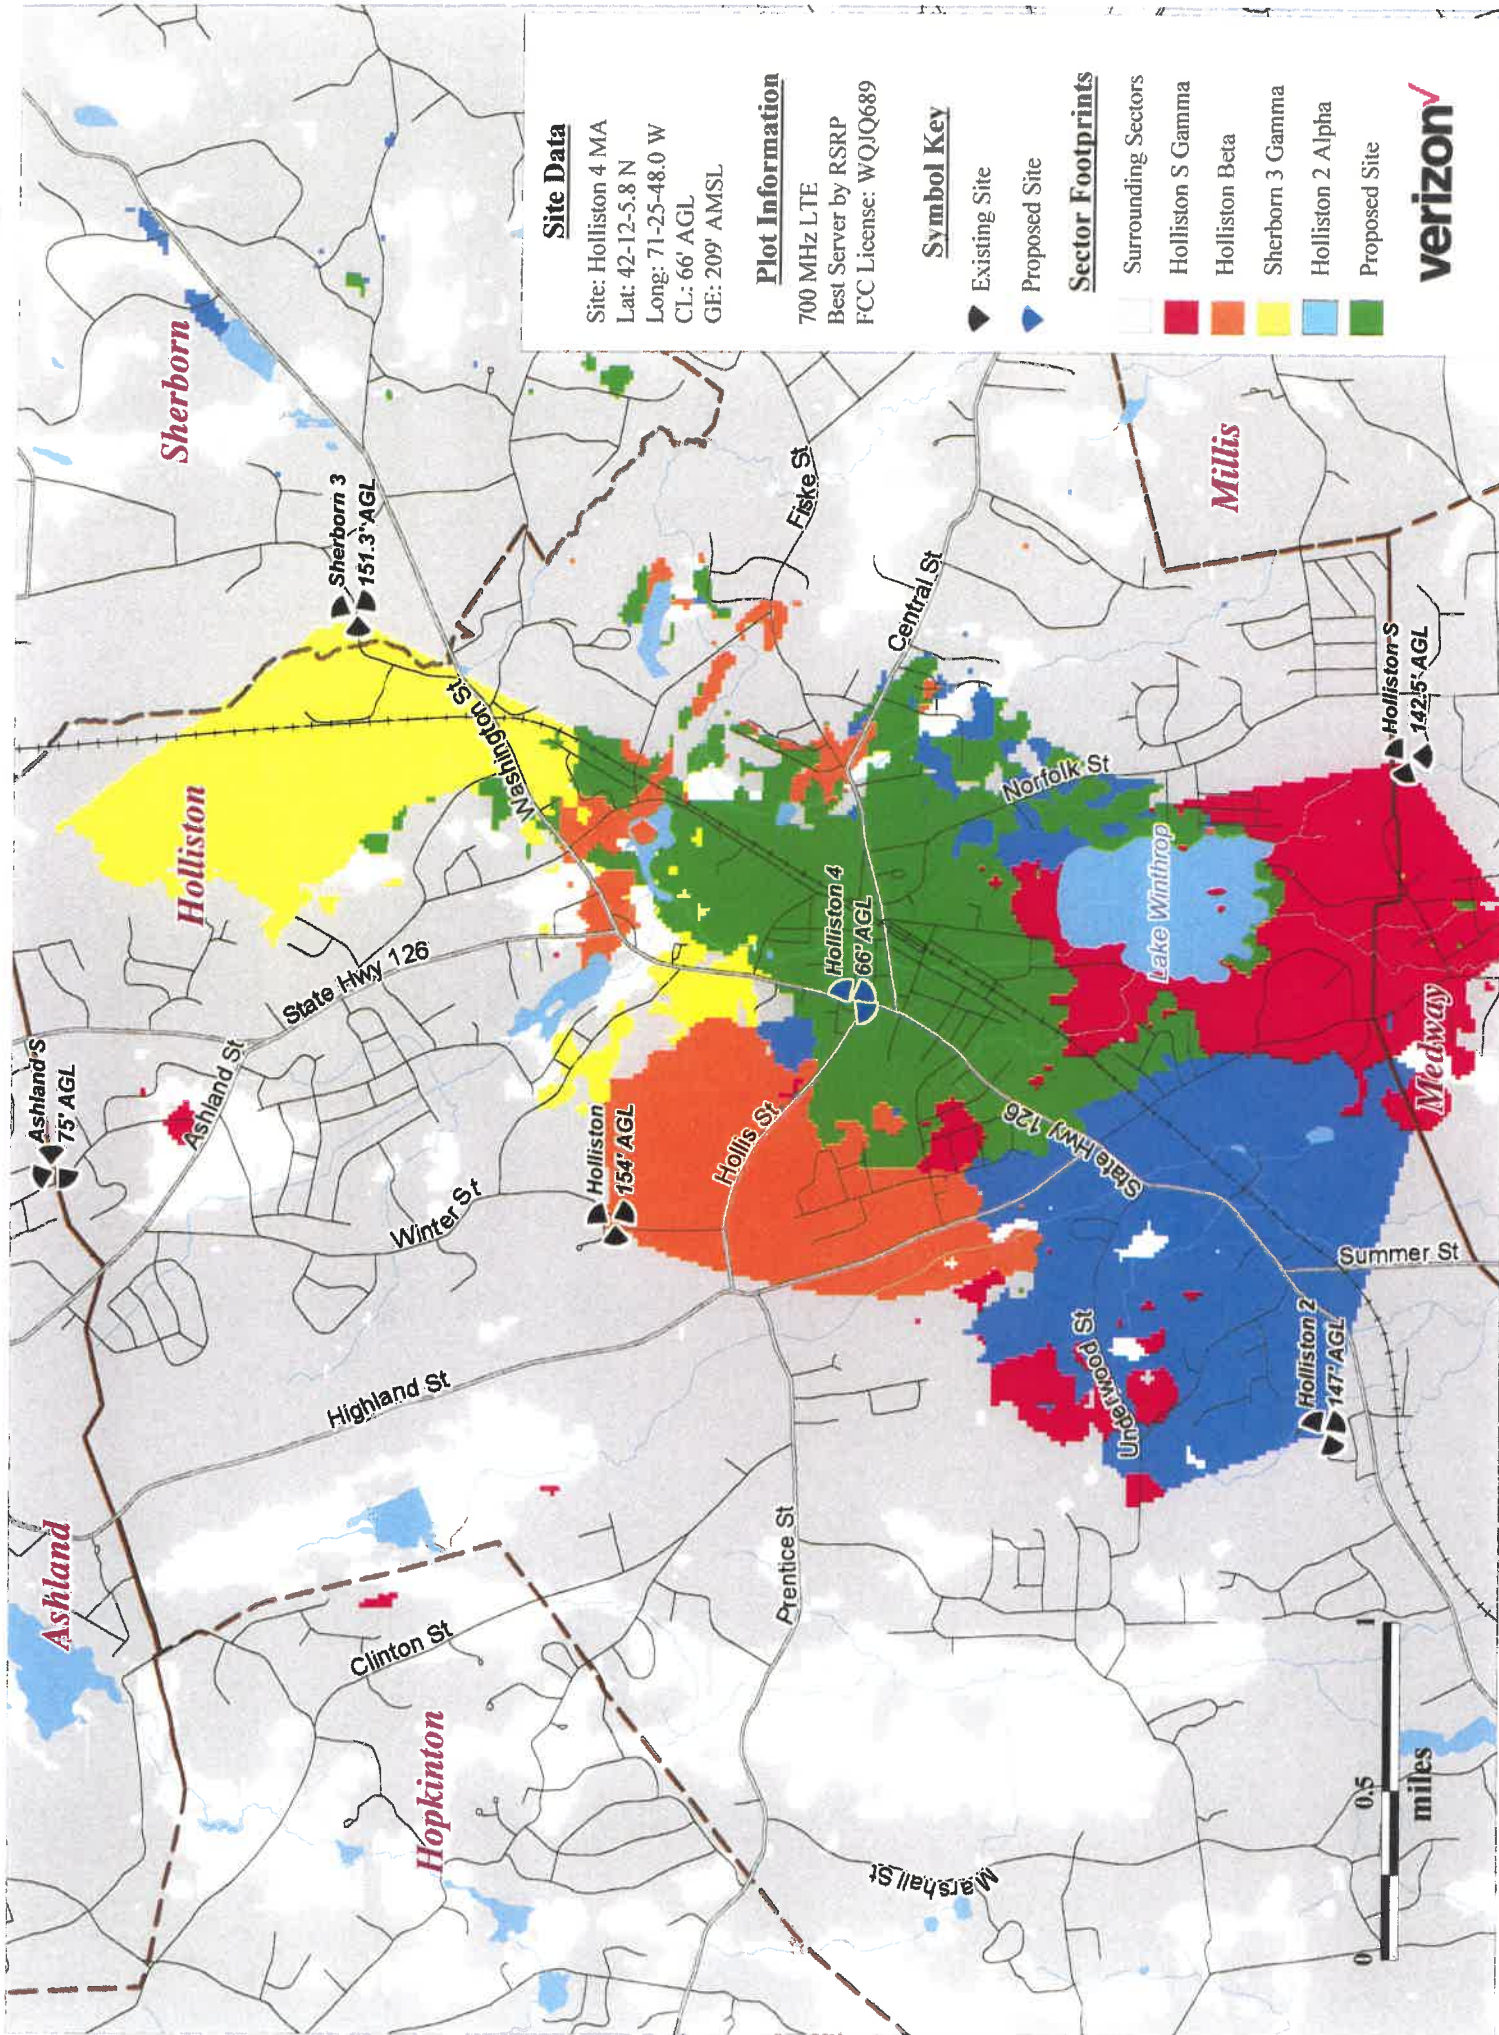 Site Data
Site: Holliston 4 MA
Lat: 42-12-5.8 N
Long: 71-25-48.0 W
CL: 66' AGL
GE: 209' AMSL
Plot Information
700 MHz LTE
Best Server by RSRP
FCC License: WQJQ689
Symbol Key
Existing Site
Proposed Site
Sector Footprints
Surrounding Sectors
Holliston S Gamma
Holliston Beta
Sherborn 3 Gamma
Holliston 2 Alpha
Proposed Site
verizon
Ashland
Hopkinton
Holliston
Sherborn
Millis
Medway
Ashland S
75' AGL
Sherborn 3
151.3' AGL
Holliston
154' AGL
Holliston 4
66' AGL
Holliston 2
147' AGL
Holliston S
142.5' AGL
Clinton St
Highland St
Winter St
Ashland St
State Hwy 126
Washington St
Hollis St
Fiske St
Central St
Norfolk St
Lake Winthrop
State Hwy 126
Underwood St
Summer St
Prentice St
Marshall St
0
0.5
1
miles